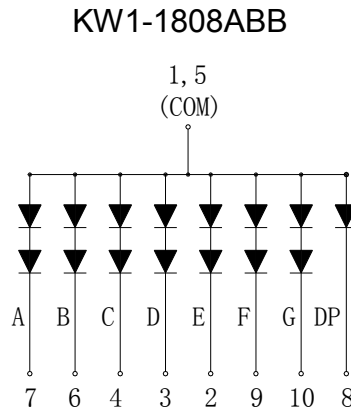 KW1-1808ABB
1,5
(COM)
A B C D E F G DP
7 6 4 3 2 9 10 8